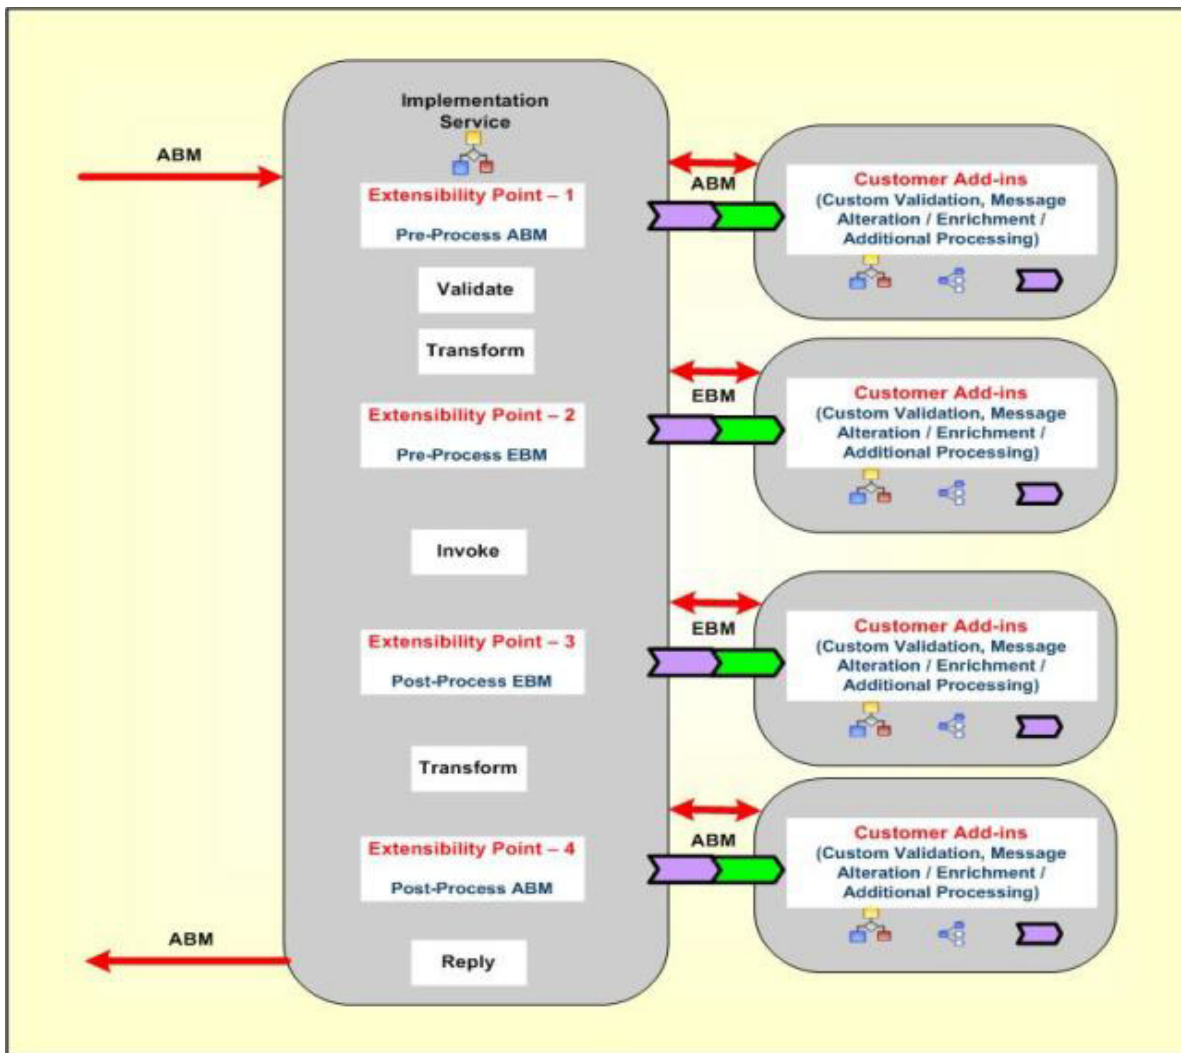 Implementation
Service
ABM
Extensibility Point – 1
Pre-Process ABM
ABM
Customer Add-ins
(Custom Validation, Message
Alteration / Enrichment /
Additional Processing)
Validate
Transform
Extensibility Point – 2
Pre-Process EBM
EBM
Customer Add-ins
(Custom Validation, Message
Alteration / Enrichment /
Additional Processing)
Invoke
Extensibility Point – 3
Post-Process EBM
EBM
Customer Add-ins
(Custom Validation, Message
Alteration / Enrichment /
Additional Processing)
Transform
Extensibility Point – 4
Post-Process ABM
ABM
Customer Add-ins
(Custom Validation, Message
Alteration / Enrichment /
Additional Processing)
ABM
Reply